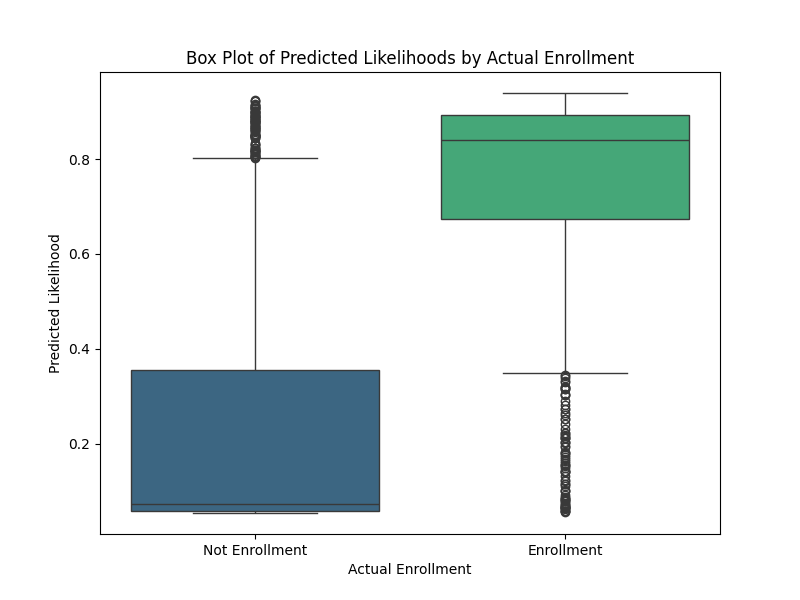 Box Plot of Predicted Likelihoods by Actual Enrollment
Predicted Likelihood
0.8
0.6
0.4
0.2
Not Enrollment
Enrollment
Actual Enrollment